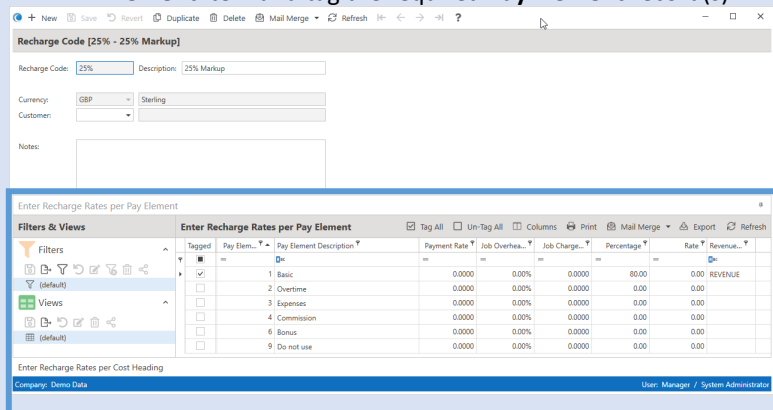 + New Save Revert Duplicate Delete Mail Merge Refresh ?
Recharge Code [25% - 25% Markup]
Recharge Code: 25% Description: 25% Markup
Currency: GBP Sterling
Customer:
Notes:
Enter Recharge Rates per Pay Element
Filters & Views Enter Recharge Rates per Pay Element Tag All Un-Tag All Columns Print Mail Merge Export Refresh
Filters
(default)
Views
(default)
Tagged Pay Elem... Pay Element Description Payment Rate Job Overhea... Job Charge... Percentage Rate Revenue...
1 Basic 0.0000 0.00% 0.0000 80.00 0.00 REVENUE
2 Overtime 0.0000 0.00% 0.0000 0.00 0.00
3 Expenses 0.0000 0.00% 0.0000 0.00 0.00
4 Commission 0.0000 0.00% 0.0000 0.00 0.00
6 Bonus 0.0000 0.00% 0.0000 0.00 0.00
9 Do not use 0.0000 0.00% 0.0000 0.00 0.00
Enter Recharge Rates per Cost Heading
Company: Demo Data User: Manager / System Administrator